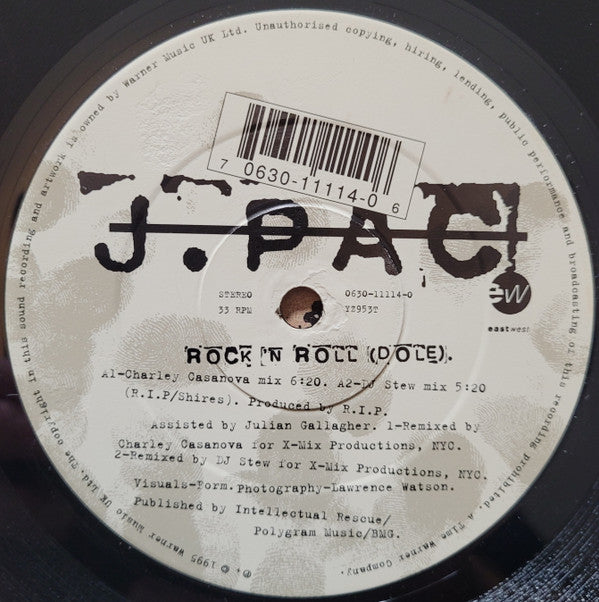 The copyright in this sound recording and artwork is owned by Warner Music UK Ltd. Unauthorised copying, hiring, lending, public performance and broadcasting of this recording prohibited. A Time Warner Company.
℗ + © 1995 Warner Music UK Ltd.
7 0630-11114-0 6
J.PAC
ew
eastwest
STEREO 0630-11114-0
33 RPM YZ953T
ROCK 'N ROLL (DOLE).
A1-Charley Casanova mix 6:20. A2-DJ Stew mix 5:20
(R.I.P/Shires). Produced by R.I.P.
Assisted by Julian Gallagher. 1-Remixed by
Charley Casanova for X-Mix Productions, NYC.
2-Remixed by DJ Stew for X-Mix Productions, NYC.
Visuals-Form. Photography-Lawrence Watson.
Published by Intellectual Rescue/
Polygram Music/BMG.